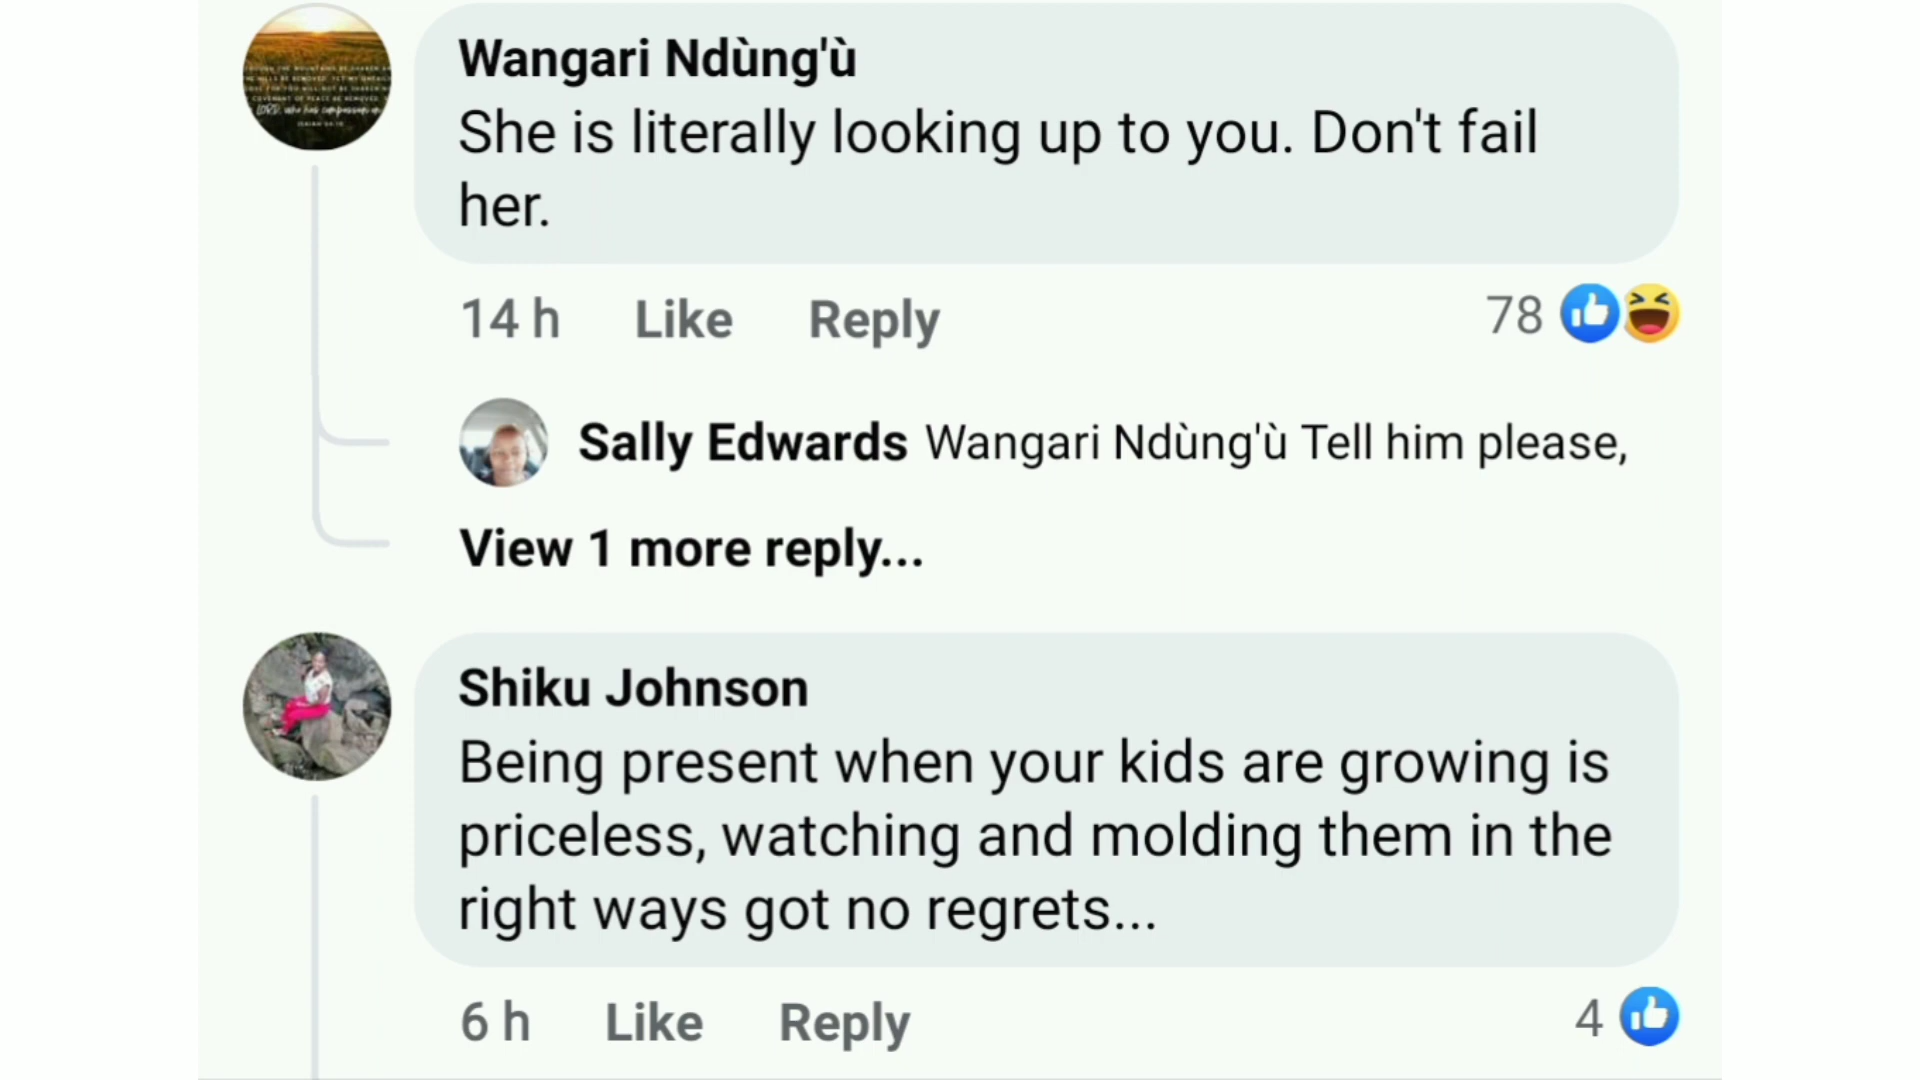 Wangari Ndùng'ù
She is literally looking up to you. Don't fail
her.
14 h Like Reply 78
Sally Edwards Wangari Ndùng'ù Tell him please,
View 1 more reply...
Shiku Johnson
Being present when your kids are growing is
priceless, watching and molding them in the
right ways got no regrets...
6 h Like Reply 4